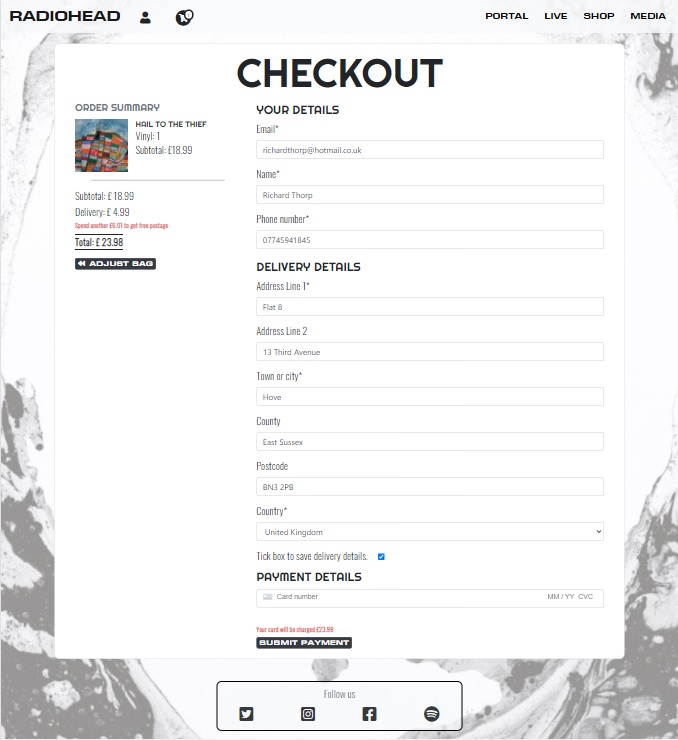 RADIOHEAD
1
PORTAL LIVE SHOP MEDIA
CHECKOUT
ORDER SUMMARY
HAIL TO THE THIEF
Vinyl: 1
Subtotal: £18.99
Subtotal: £ 18.99
Delivery: £ 4.99
Spend another £6.01 to get free postage
Total: £ 23.98
ADJUST BAG
YOUR DETAILS
Email*
richardthorp@hotmail.co.uk
Name*
Richard Thorp
Phone number*
07745941845
DELIVERY DETAILS
Address Line 1*
Flat 8
Address Line 2
13 Third Avenue
Town or city*
Hove
County
East Sussex
Postcode
BN3 2PB
Country*
United Kingdom
Tick box to save delivery details.
PAYMENT DETAILS
Card number MM / YY CVC
Your card will be charged £23.98
SUBMIT PAYMENT
Follow us